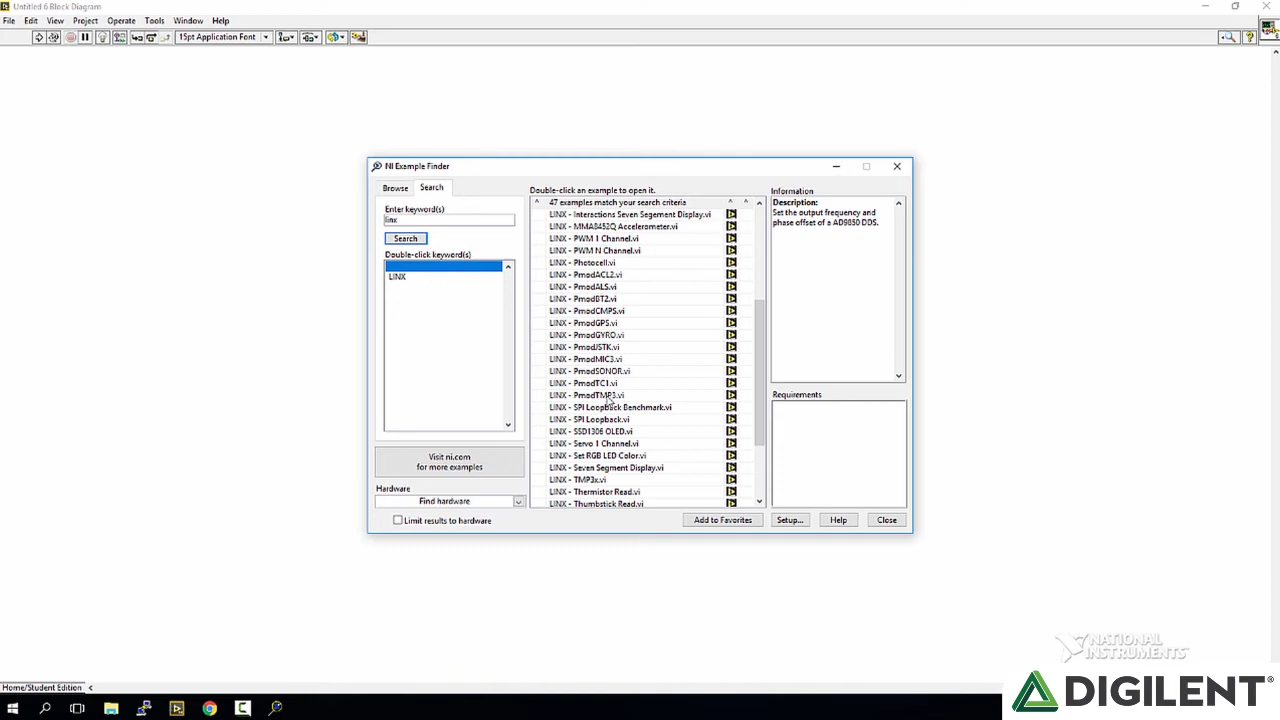 Untitled 6 Block Diagram
File Edit View Project Operate Tools Window Help
15pt Application Font
NI Example Finder
Browse Search
Enter keyword(s)
linx
Search
Double-click keyword(s)
LINX
Visit ni.com
for more examples
Hardware
Find hardware
Limit results to hardware
Double-click an example to open it.
47 examples match your search criteria
LINX - Interactions Seven Segement Display.vi
LINX - MMA8452Q Accelerometer.vi
LINX - PWM 1 Channel.vi
LINX - PWM N Channel.vi
LINX - Photocell.vi
LINX - PmodACL2.vi
LINX - PmodALS.vi
LINX - PmodBT2.vi
LINX - PmodCMPS.vi
LINX - PmodGPS.vi
LINX - PmodGYRO.vi
LINX - PmodJSTK.vi
LINX - PmodMIC3.vi
LINX - PmodSONOR.vi
LINX - PmodTC1.vi
LINX - PmodTMP3.vi
LINX - SPI Loopback Benchmark.vi
LINX - SPI Loopback.vi
LINX - SSD1306 OLED.vi
LINX - Servo 1 Channel.vi
LINX - Set RGB LED Color.vi
LINX - Seven Segment Display.vi
LINX - TMP3x.vi
LINX - Thermistor Read.vi
LINX - Thumbstick Read.vi
Add to Favorites Setup... Help Close
Information
Description:
Set the output frequency and
phase offset of a AD9850 DDS.
Requirements
NATIONAL
INSTRUMENTS
Home/Student Edition
DIGILENT®